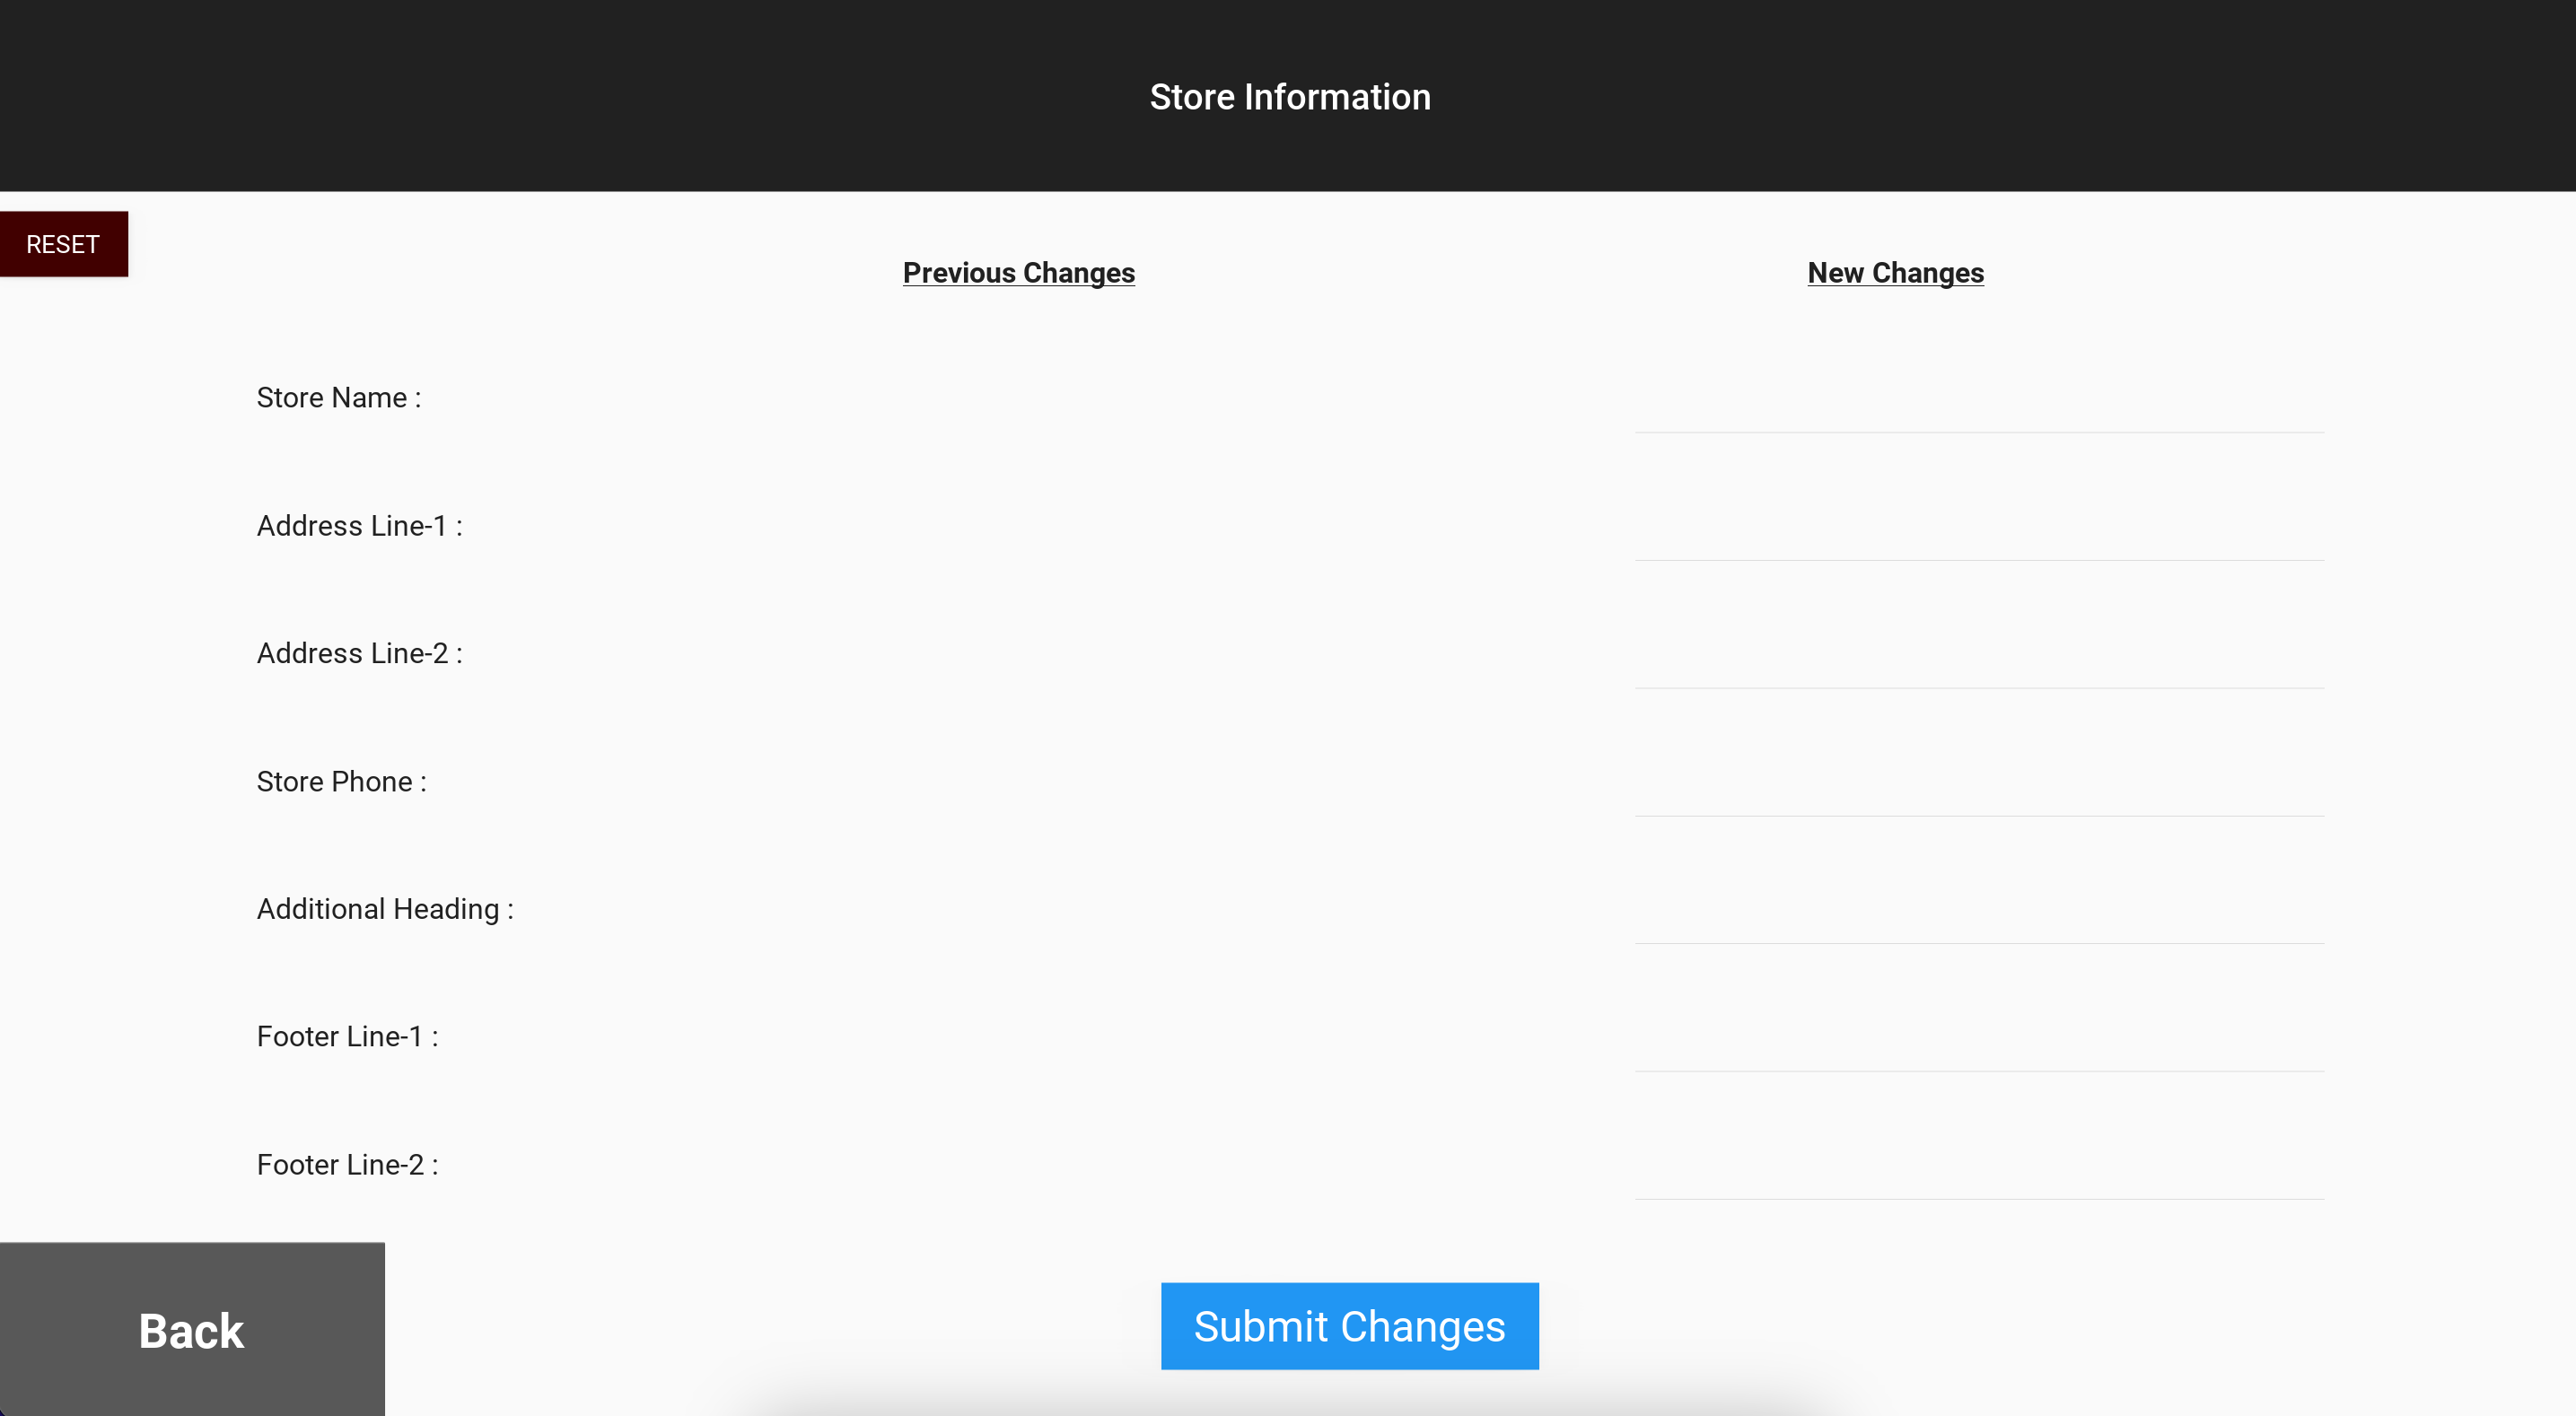 Store Information
RESET
Previous Changes New Changes
Store Name :
Address Line-1 :
Address Line-2 :
Store Phone :
Additional Heading :
Footer Line-1 :
Footer Line-2 :
Back
Submit Changes